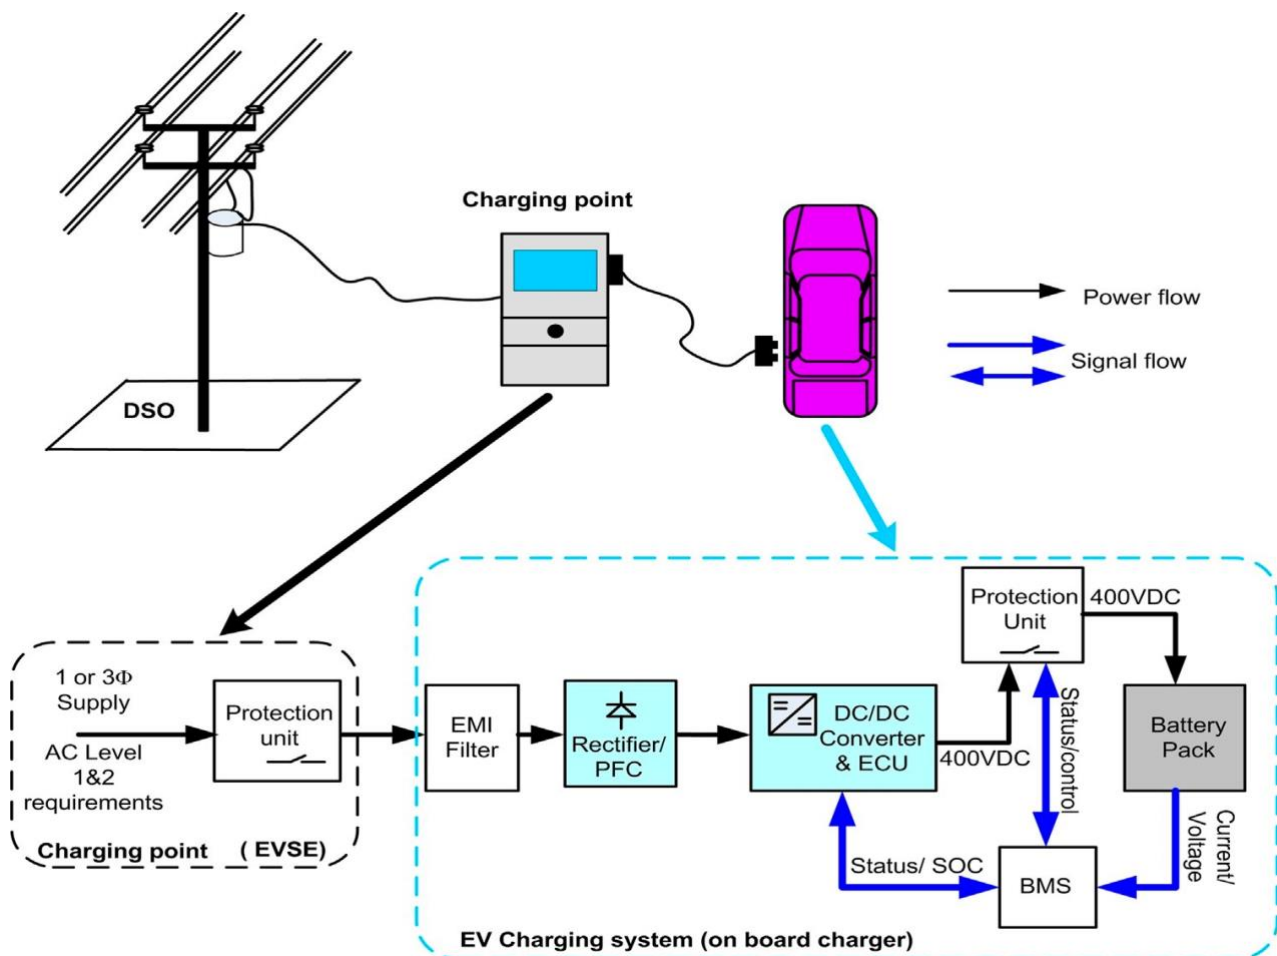 Charging point
DSO
Power flow
Signal flow
1 or 3Φ
Supply
AC Level
1&2
requirements
Protection
unit
Charging point ( EVSE)
EMI
Filter
Rectifier/
PFC
DC/DC
Converter
& ECU
400VDC
Protection
Unit
400VDC
Status/control
Battery
Pack
Current/
Voltage
Status/ SOC
BMS
EV Charging system (on board charger)